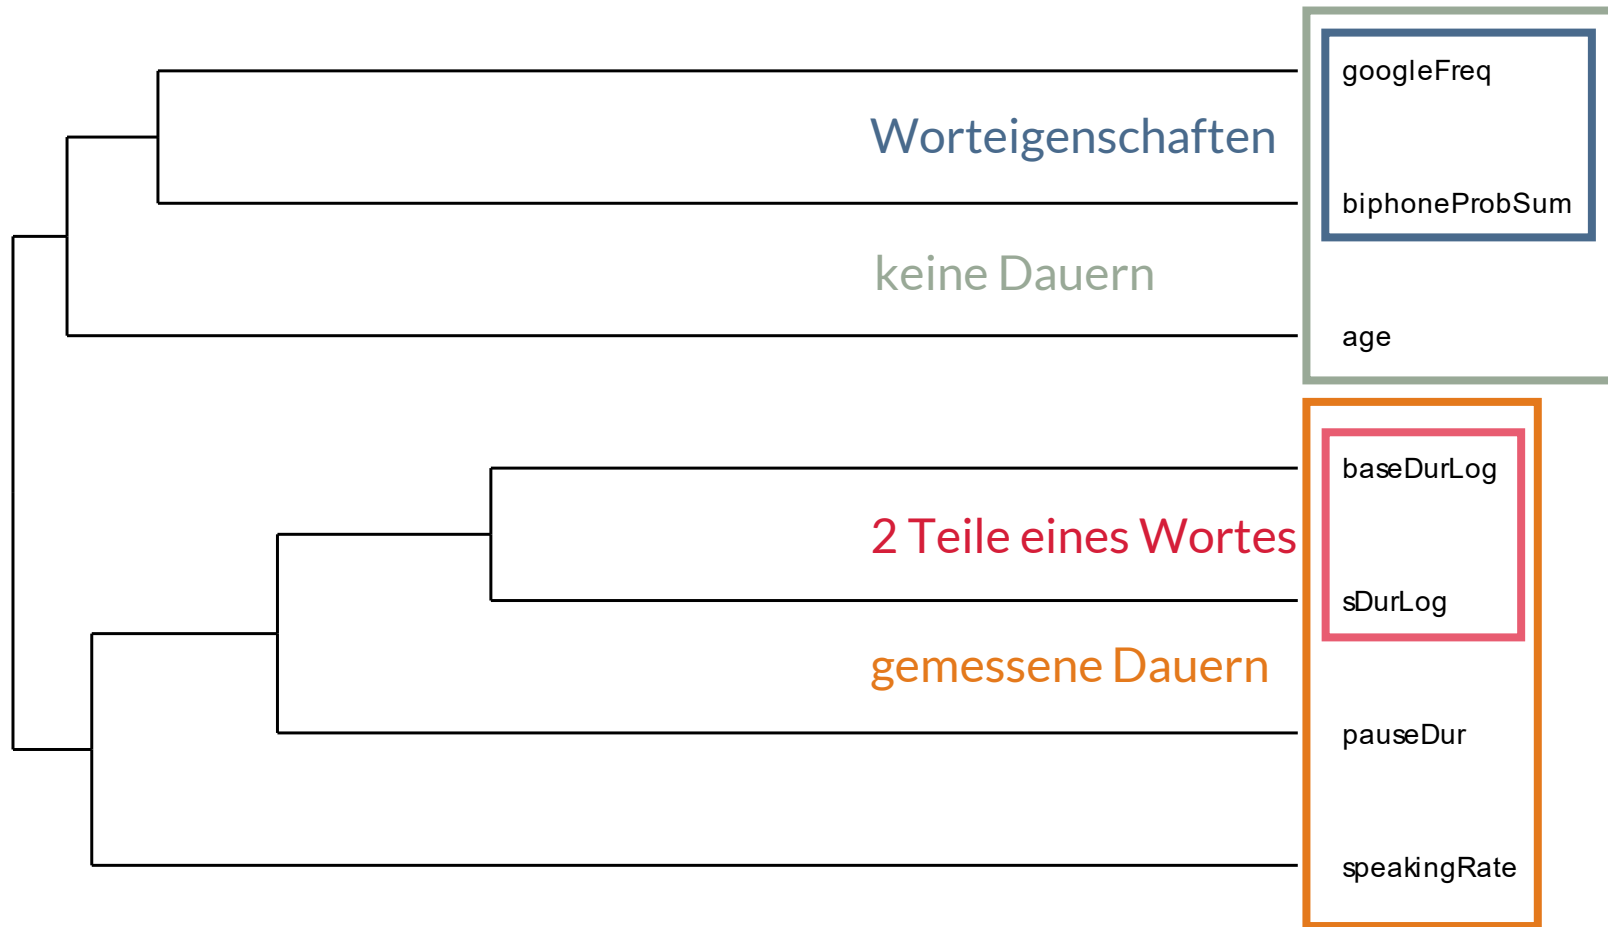 googleFreq
Worteigenschaften
biphoneProbSum
keine Dauern
age
baseDurLog
2 Teile eines Wortes
sDurLog
gemessene Dauern
pauseDur
speakingRate